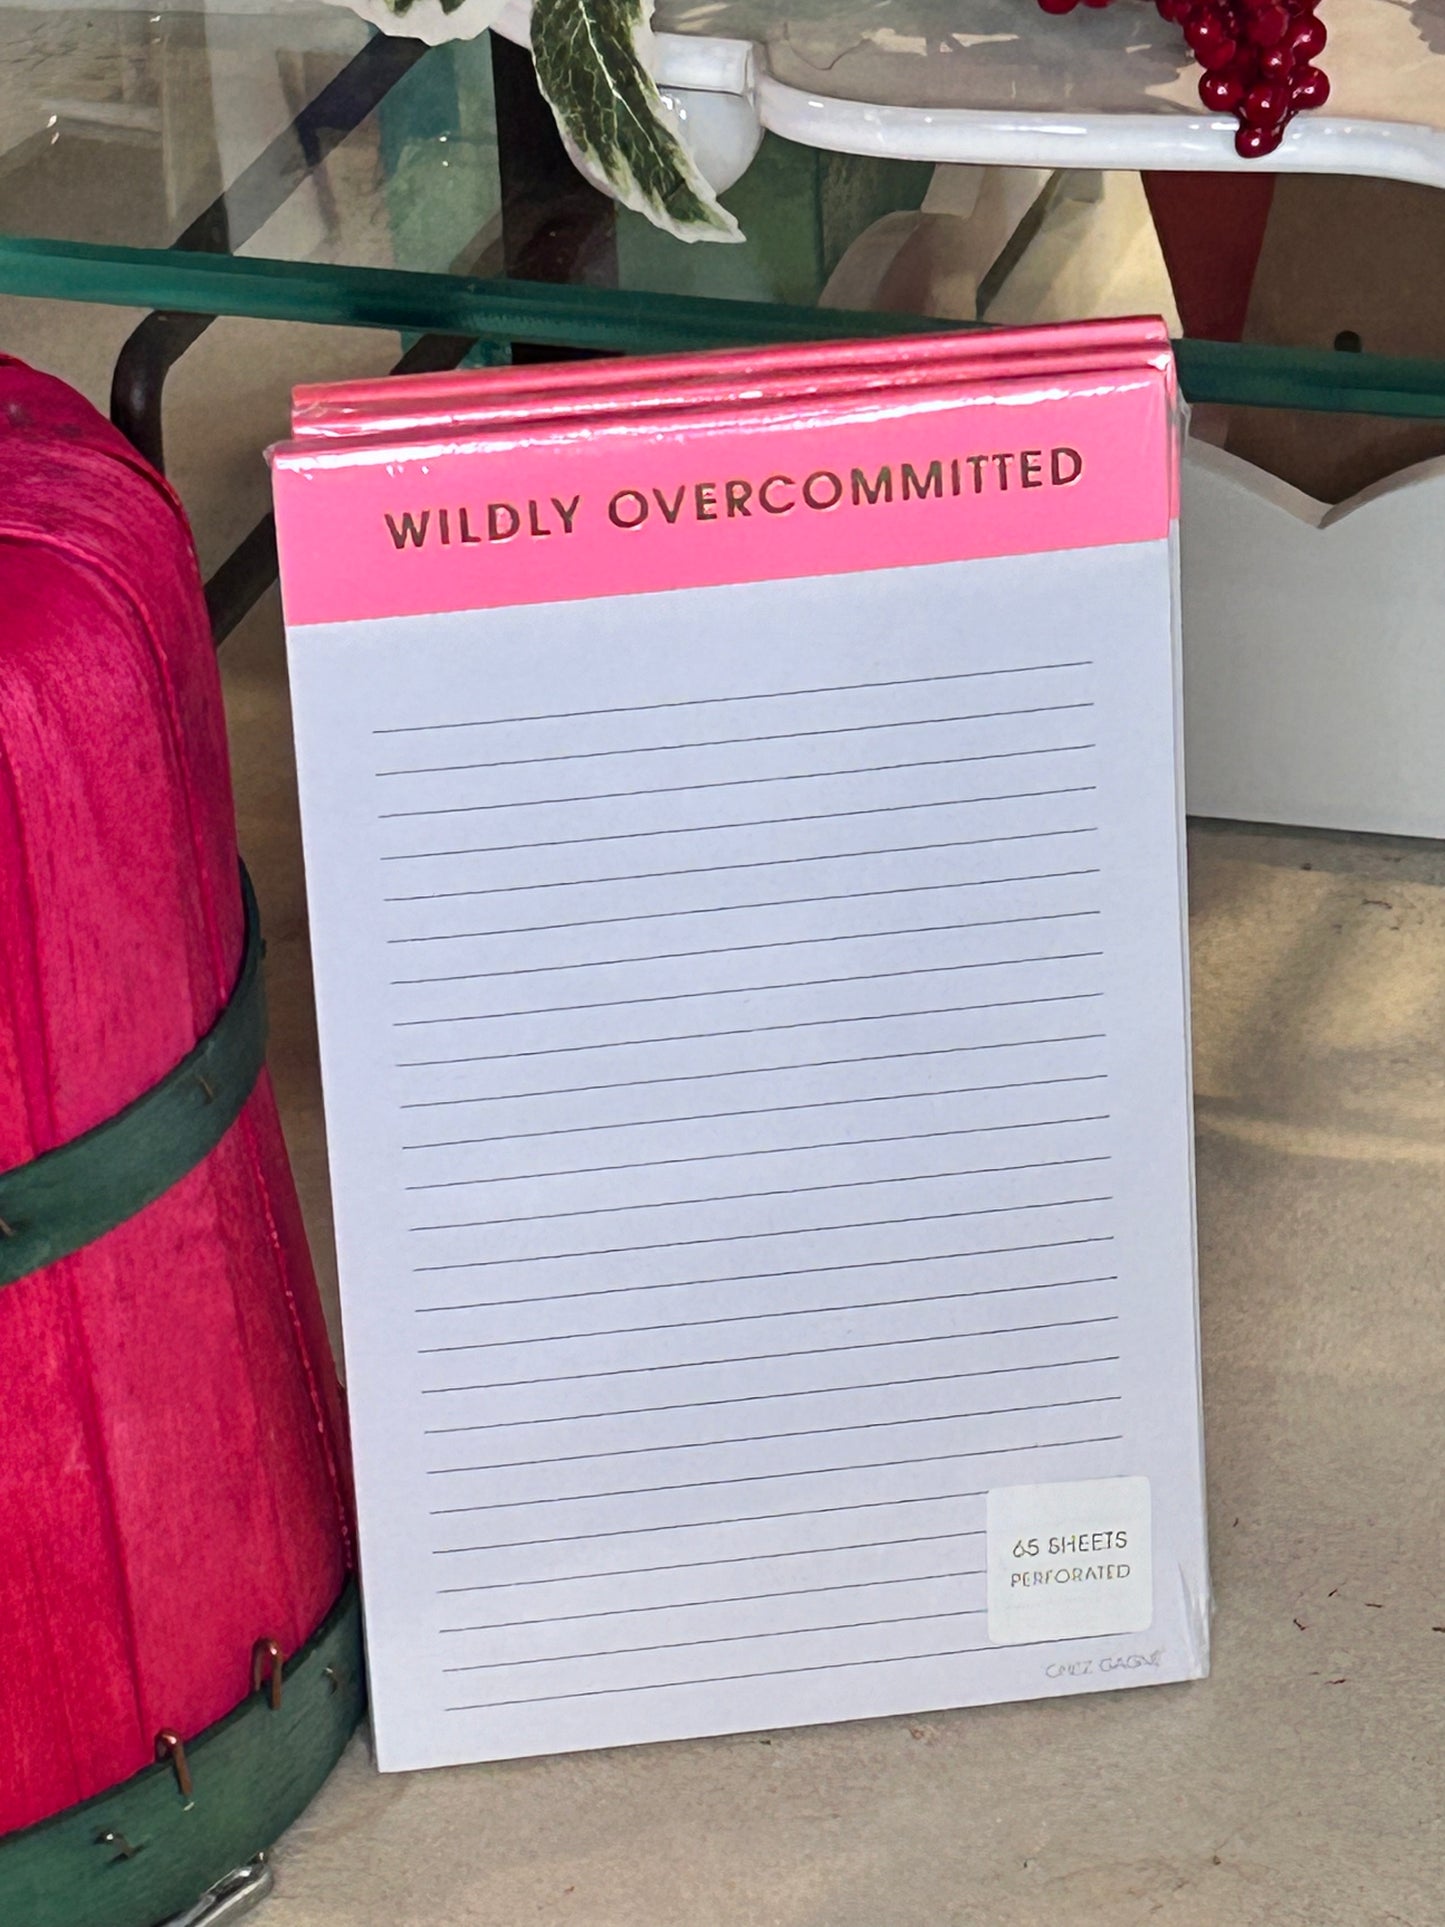 WILDLY OVERCOMMITTED
65 SHEETS
PERFORATED